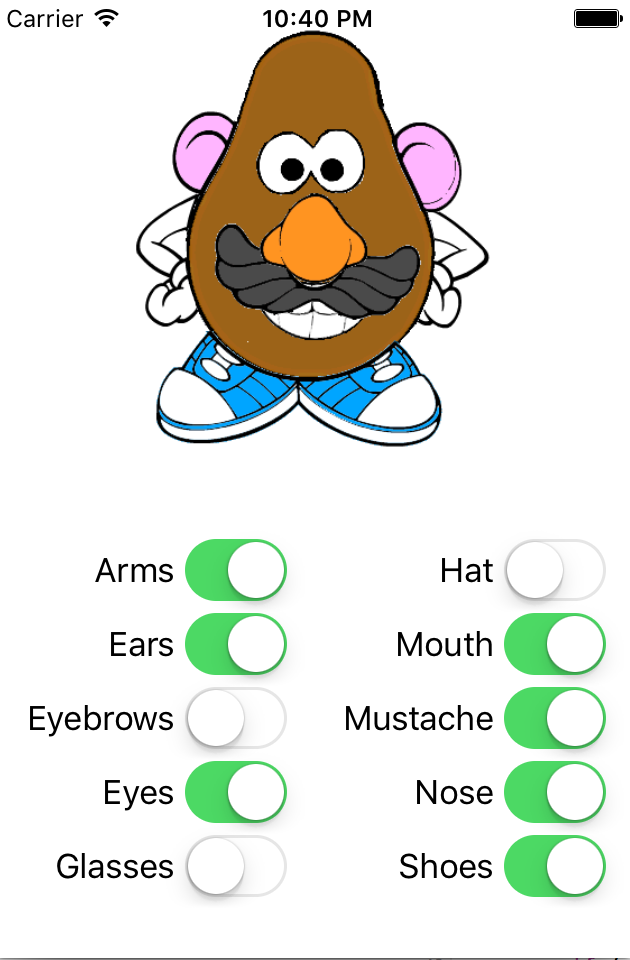 Carrier 10:40 PM
Arms Hat
Ears Mouth
Eyebrows Mustache
Eyes Nose
Glasses Shoes